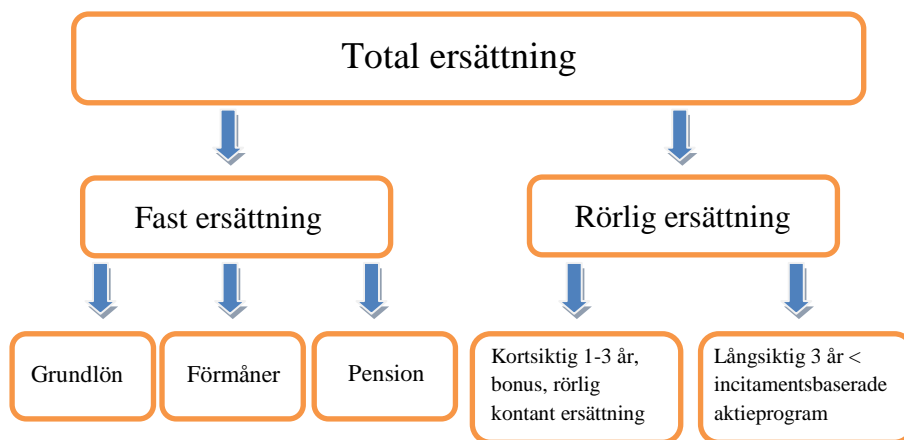 Total ersättning
Fast ersättning
Rörlig ersättning
Grundlön
Förmåner
Pension
Kortsiktig 1-3 år,
bonus, rörlig
kontant ersättning
Långsiktig 3 år <
incitamentsbaserade
aktieprogram